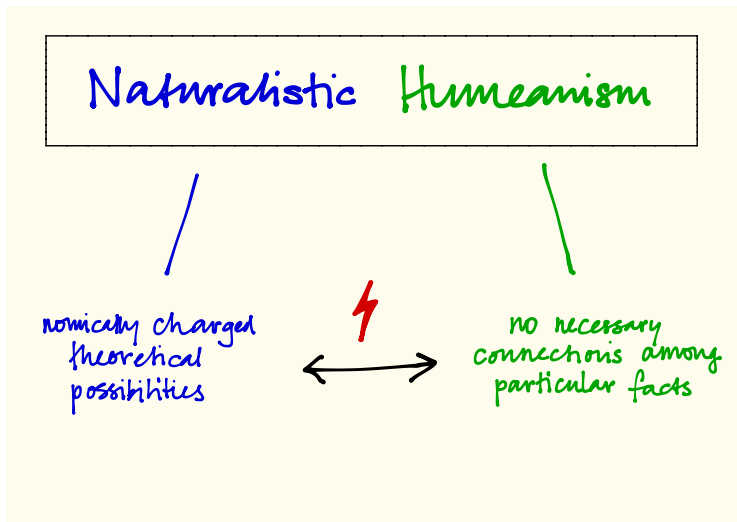 Naturalistic Humeanism
nomically charged
theoretical
possibilities
no necessary
connections among
particular facts